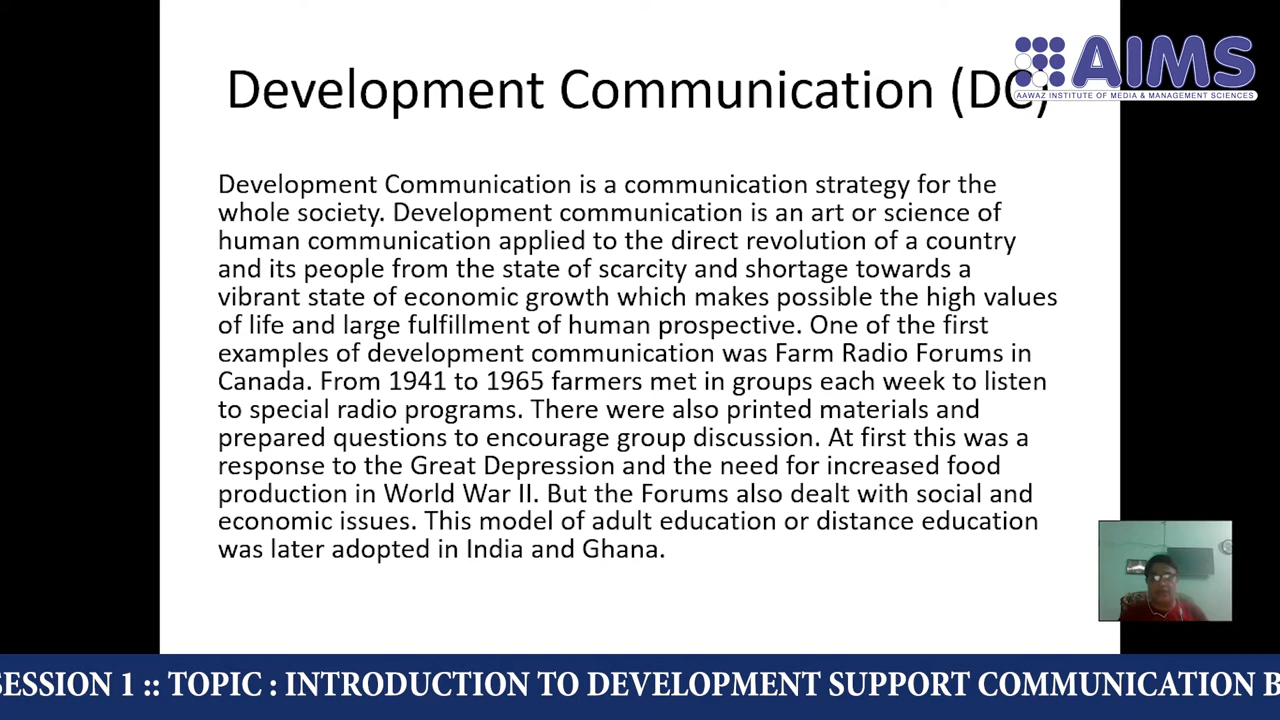 AIMS
AAWAZ INSTITUTE OF MEDIA & MANAGEMENT SCIENCES
Development Communication (DC)
Development Communication is a communication strategy for the
whole society. Development communication is an art or science of
human communication applied to the direct revolution of a country
and its people from the state of scarcity and shortage towards a
vibrant state of economic growth which makes possible the high values
of life and large fulfillment of human prospective. One of the first
examples of development communication was Farm Radio Forums in
Canada. From 1941 to 1965 farmers met in groups each week to listen
to special radio programs. There were also printed materials and
prepared questions to encourage group discussion. At first this was a
response to the Great Depression and the need for increased food
production in World War II. But the Forums also dealt with social and
economic issues. This model of adult education or distance education
was later adopted in India and Ghana.
SESSION 1 :: TOPIC : INTRODUCTION TO DEVELOPMENT SUPPORT COMMUNICATION B